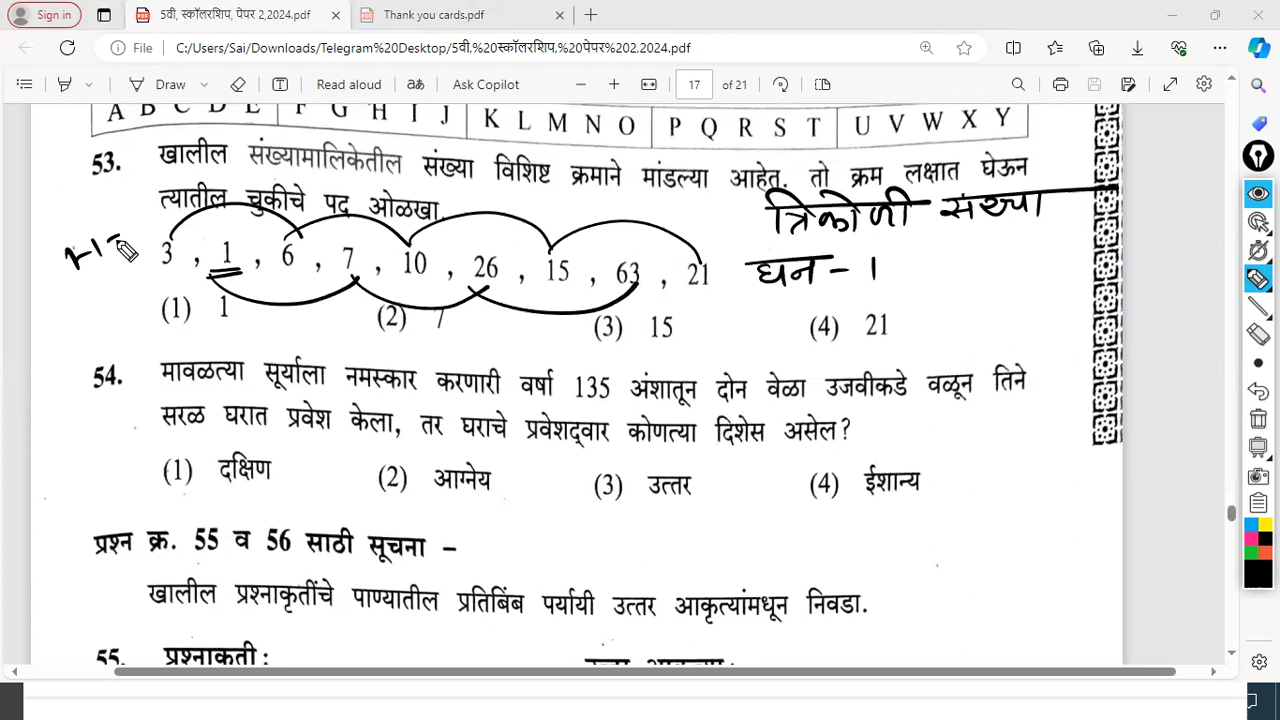 Sign in
5वी, स्कॉलरशिप, पेपर 2,2024.pdf
Thank you cards.pdf
File
C:/Users/Sai/Downloads/Telegram%20Desktop/5वी,%20स्कॉलरशिप,%20पेपर%202,2024.pdf
Draw
Read aloud
Ask Copilot
17 of 21
A B C D E F G H I J K L M N O P Q R S T U V W X Y
53. खालील संख्यामालिकेतील संख्या विशिष्ट क्रमाने मांडल्या आहेत. तो क्रम लक्षात घेऊन
त्यातील चुकीचे पद ओळखा.
त्रिकोणी संख्या
3 , 1 , 6 , 7 , 10 , 26 , 15 , 63 , 21
घन - 1
(1) 1 (2) 7 (3) 15 (4) 21
54. मावळत्या सूर्याला नमस्कार करणारी वर्षा 135 अंशातून दोन वेळा उजवीकडे वळून तिने
सरळ घरात प्रवेश केला, तर घराचे प्रवेशद्वार कोणत्या दिशेस असेल?
(1) दक्षिण (2) आग्नेय (3) उत्तर (4) ईशान्य
प्रश्न क्र. 55 व 56 साठी सूचना -
खालील प्रश्नाकृतींचे पाण्यातील प्रतिबिंब पर्यायी उत्तर आकृत्यांमधून निवडा.
55. प्रश्नाकृती :